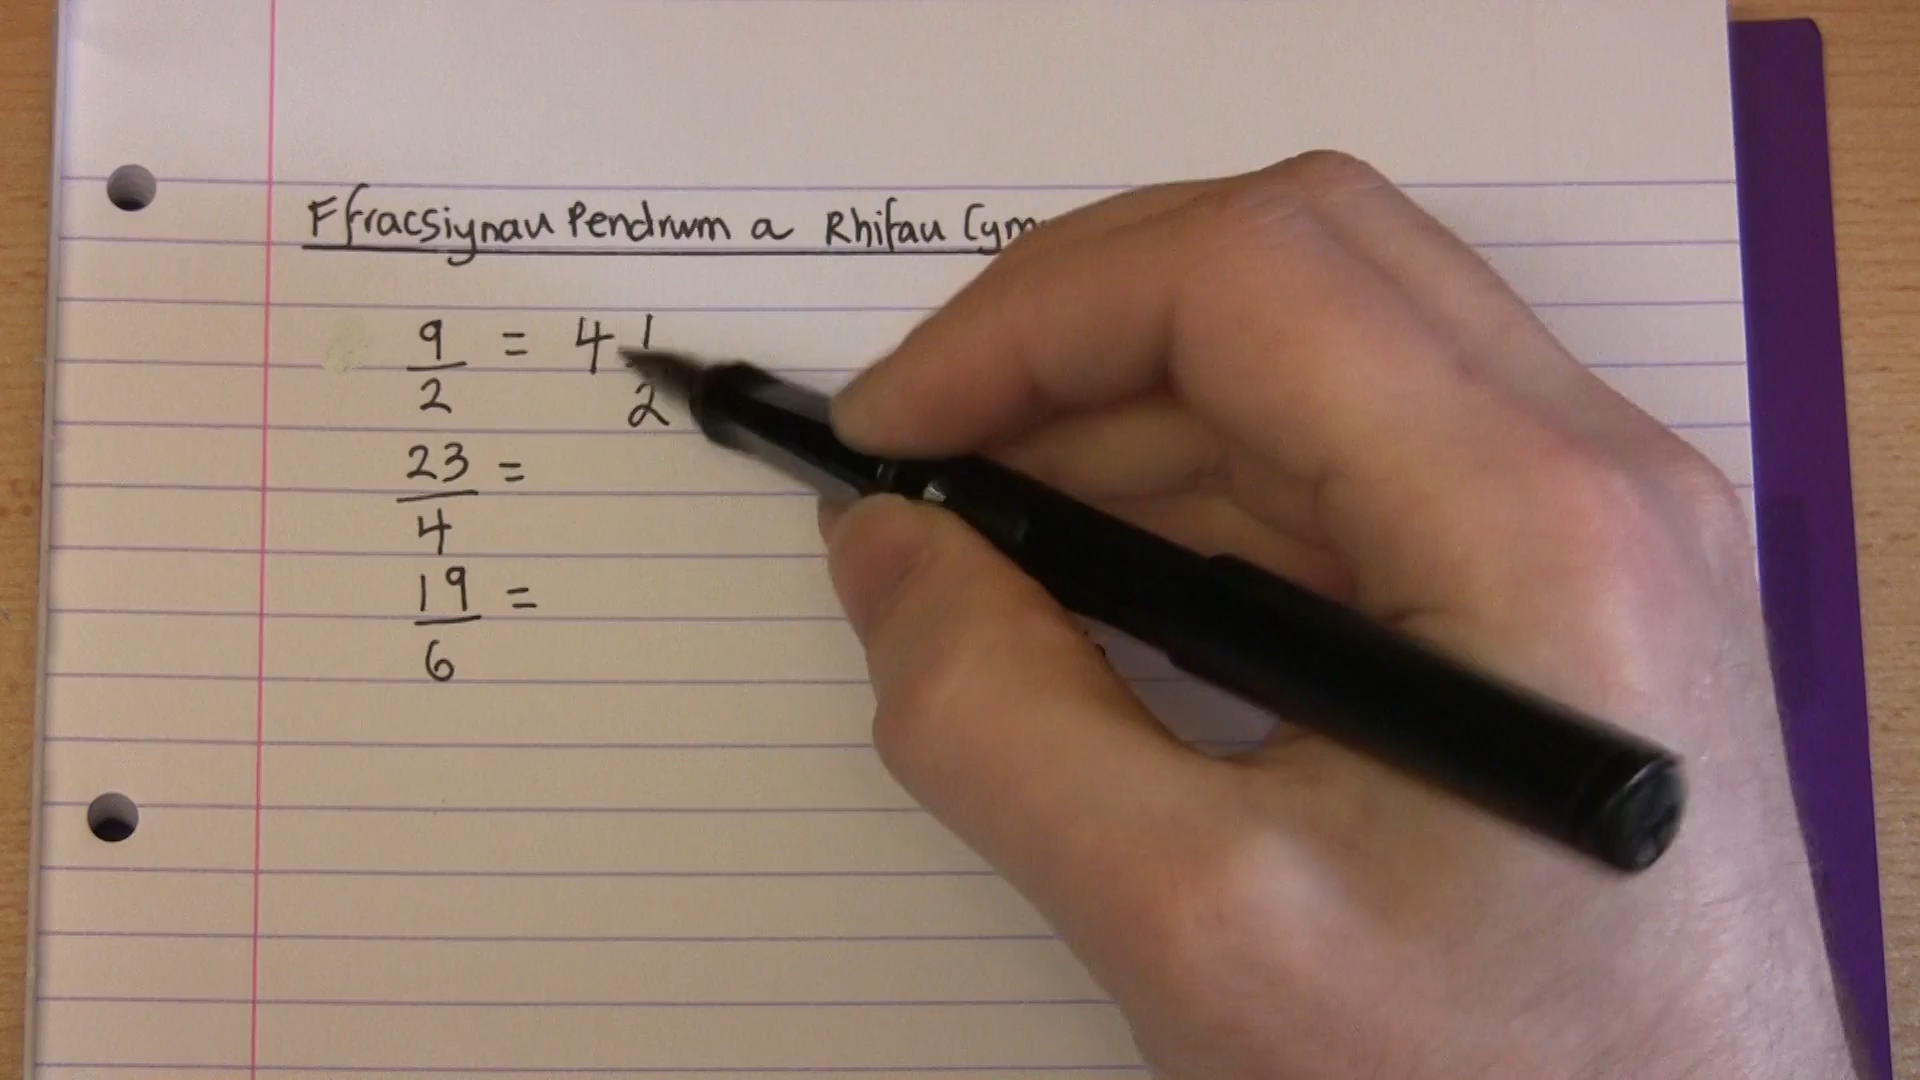 Ffracsiynau Pendrwm a Rhifau
9/2 = 4 1/2
23/4 =
19/6 =